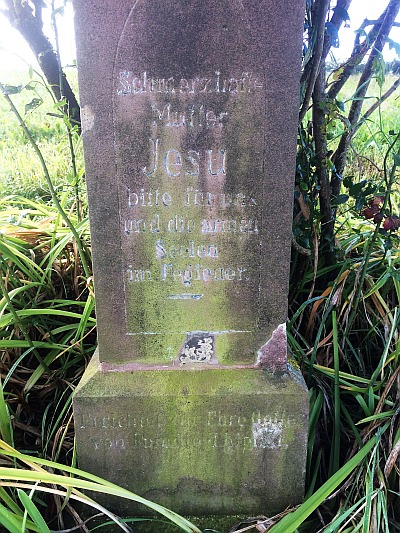 Schmerzhafte
Mutter
Jesu
bitte für uns
und die armen
Seelen
im Fegfeuer.
Errichtet zur Ehre Gottes
von